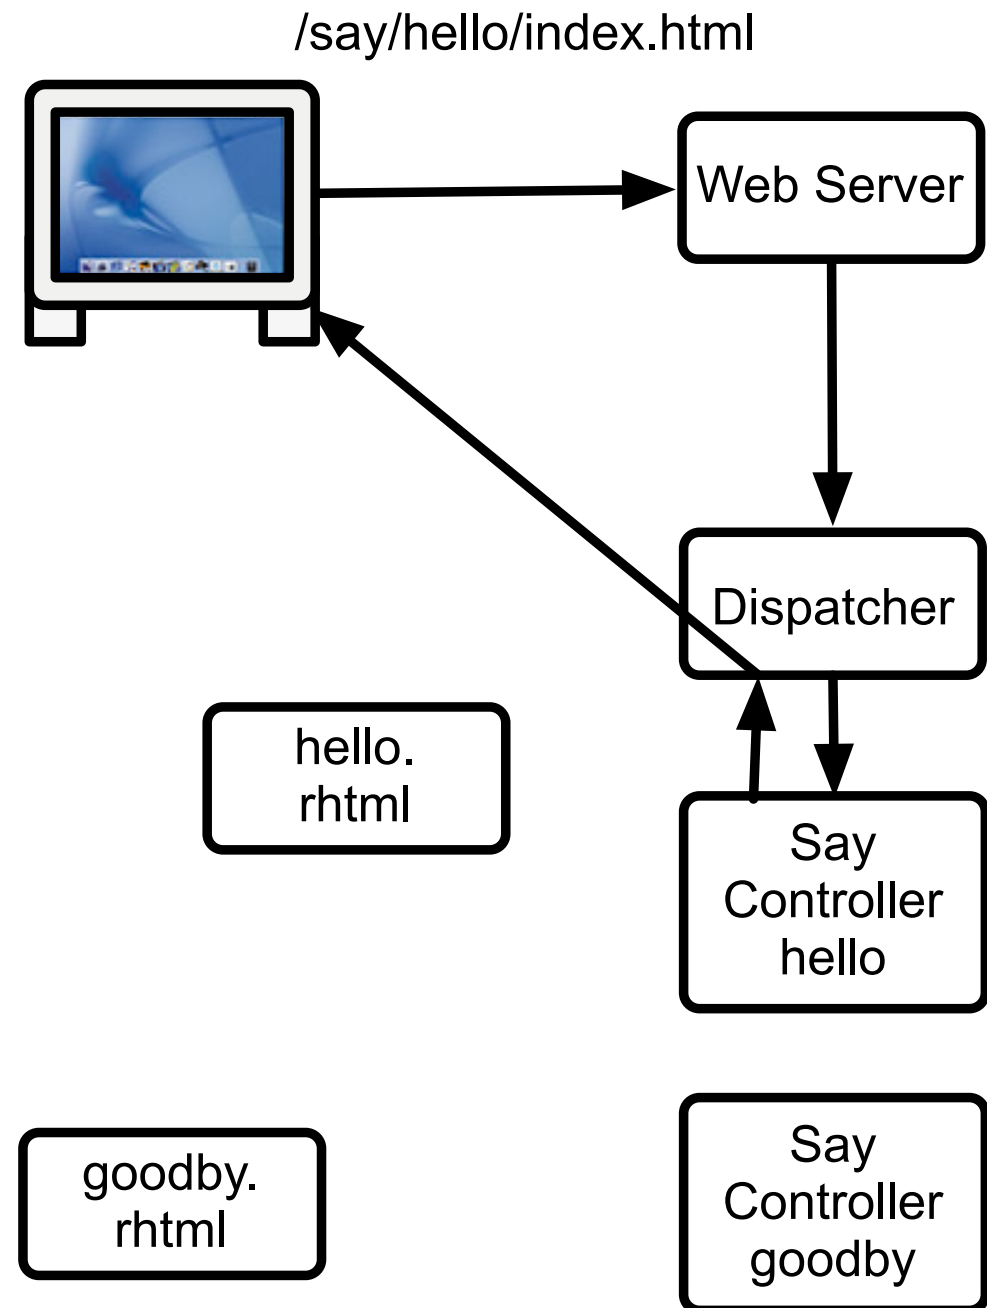 /say/hello/index.html
Web Server
Dispatcher
hello.
rhtml
Say
Controller
hello
goodby.
rhtml
Say
Controller
goodby